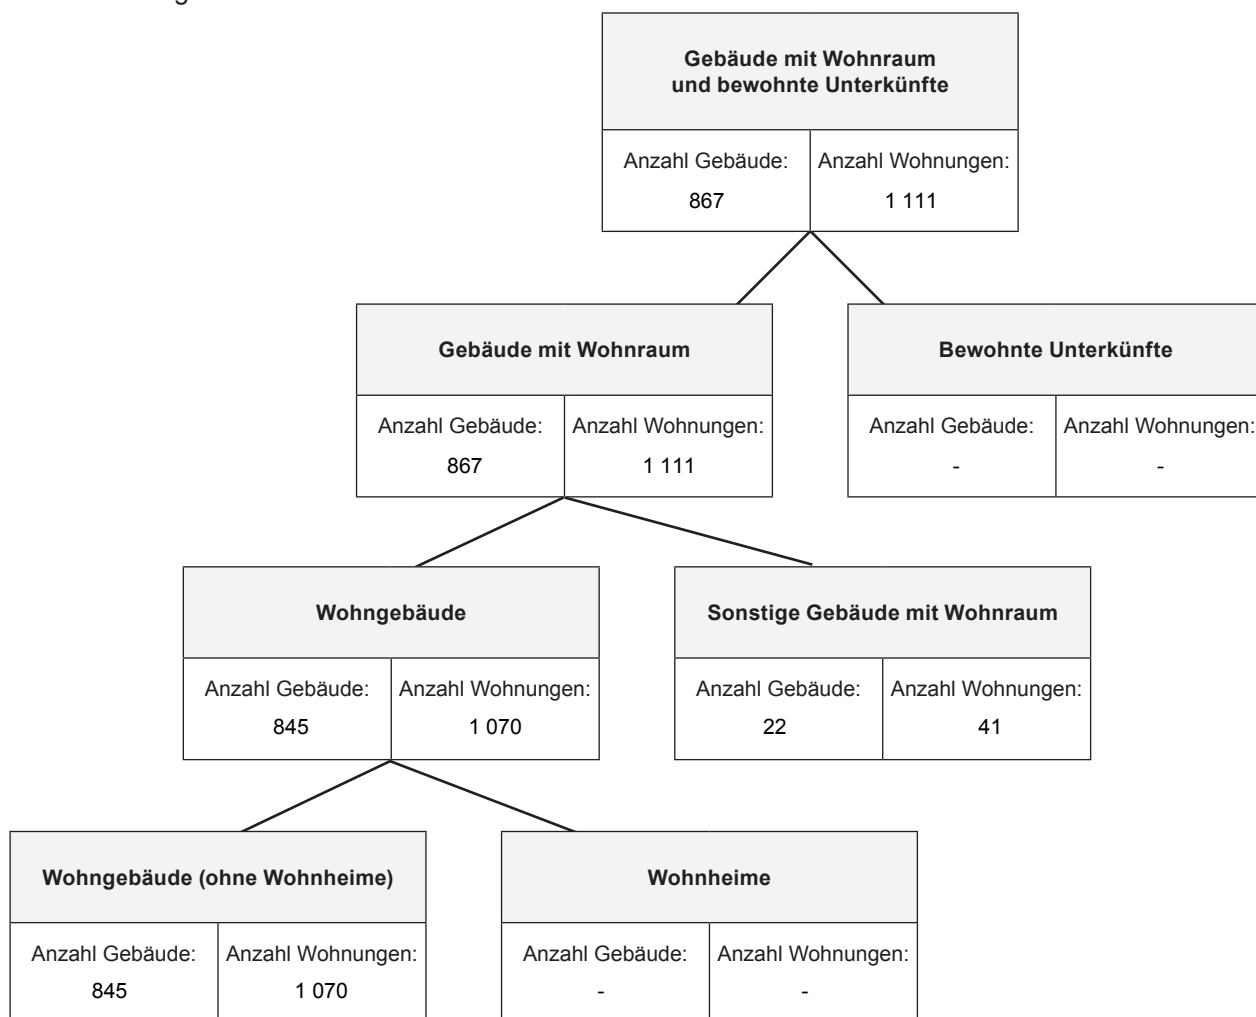 Gebäude mit Wohnraum
und bewohnte Unterkünfte
Anzahl Gebäude: Anzahl Wohnungen:
867 1 111
Gebäude mit Wohnraum
Anzahl Gebäude: Anzahl Wohnungen:
867 1 111
Bewohnte Unterkünfte
Anzahl Gebäude: Anzahl Wohnungen:
- -
Wohngebäude
Anzahl Gebäude: Anzahl Wohnungen:
845 1 070
Sonstige Gebäude mit Wohnraum
Anzahl Gebäude: Anzahl Wohnungen:
22 41
Wohngebäude (ohne Wohnheime)
Anzahl Gebäude: Anzahl Wohnungen:
845 1 070
Wohnheime
Anzahl Gebäude: Anzahl Wohnungen:
- -